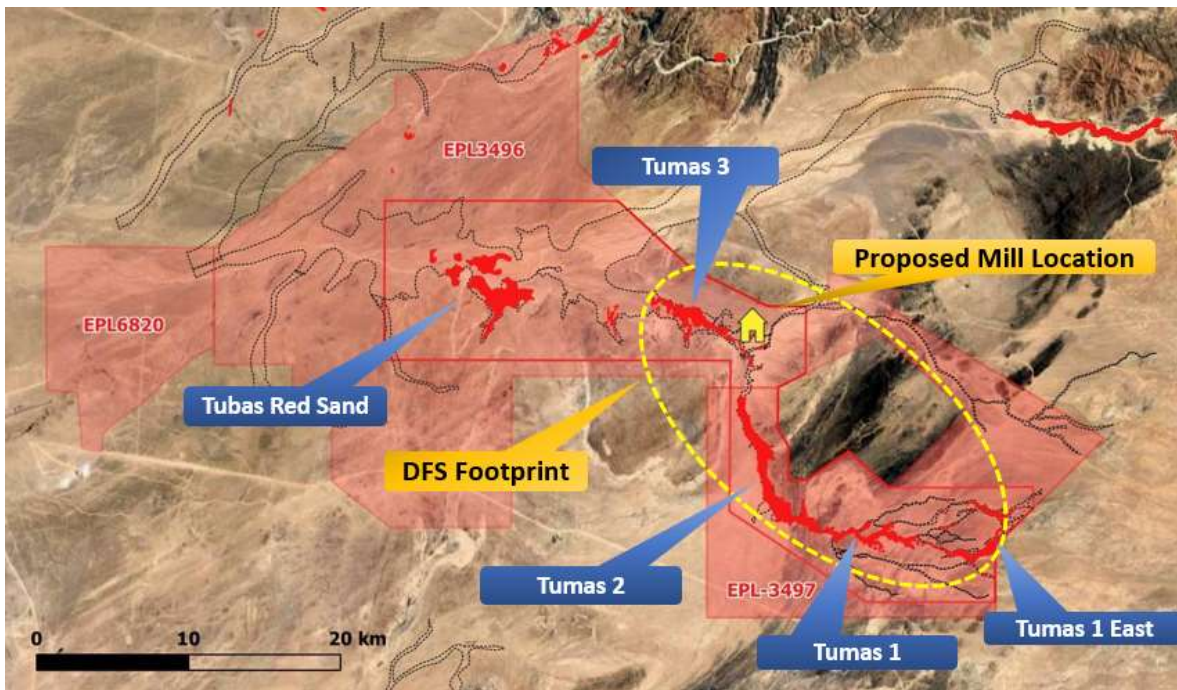 EPL3496
Tumas 3
Proposed Mill Location
EPL6820
Tubas Red Sand
DFS Footprint
Tumas 2
EPL-3497
Tumas 1
Tumas 1 East
0 10 20 km